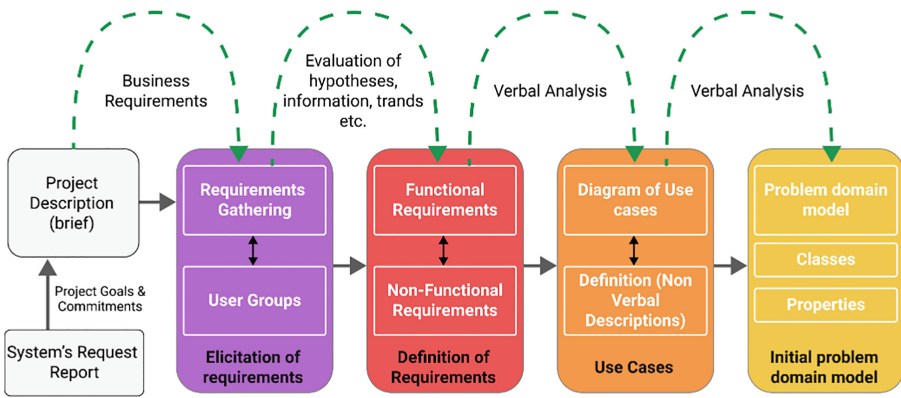 Business
Requirements
Evaluation of
hypotheses,
information, trands
etc.
Verbal Analysis
Verbal Analysis
Project
Description
(brief)
Project Goals &
Commitments
System's Request
Report
Requirements
Gathering
User Groups
Elicitation of
requirements
Functional
Requirements
Non-Functional
Requirements
Definition of
Requirements
Diagram of Use
cases
Definition (Non
Verbal
Descriptions)
Use Cases
Problem domain
model
Classes
Properties
Initial problem
domain model